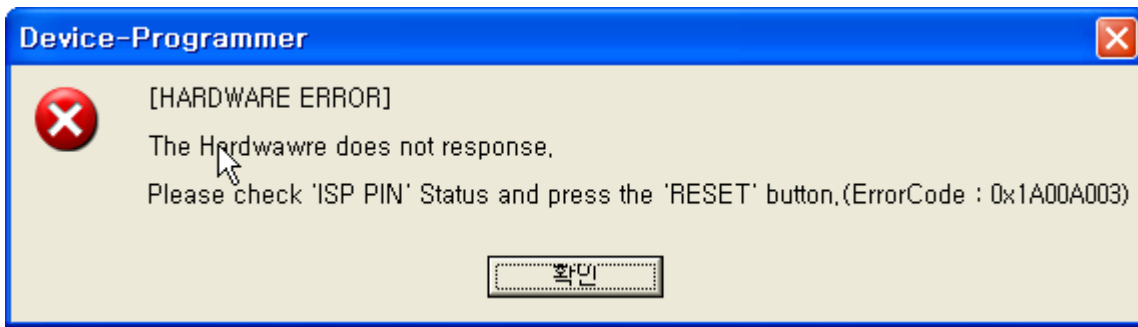 Device-Programmer
[HARDWARE ERROR]
The Hardwawre does not response.
Please check 'ISP PIN' Status and press the 'RESET' button.(ErrorCode : 0x1A00A003)
확인